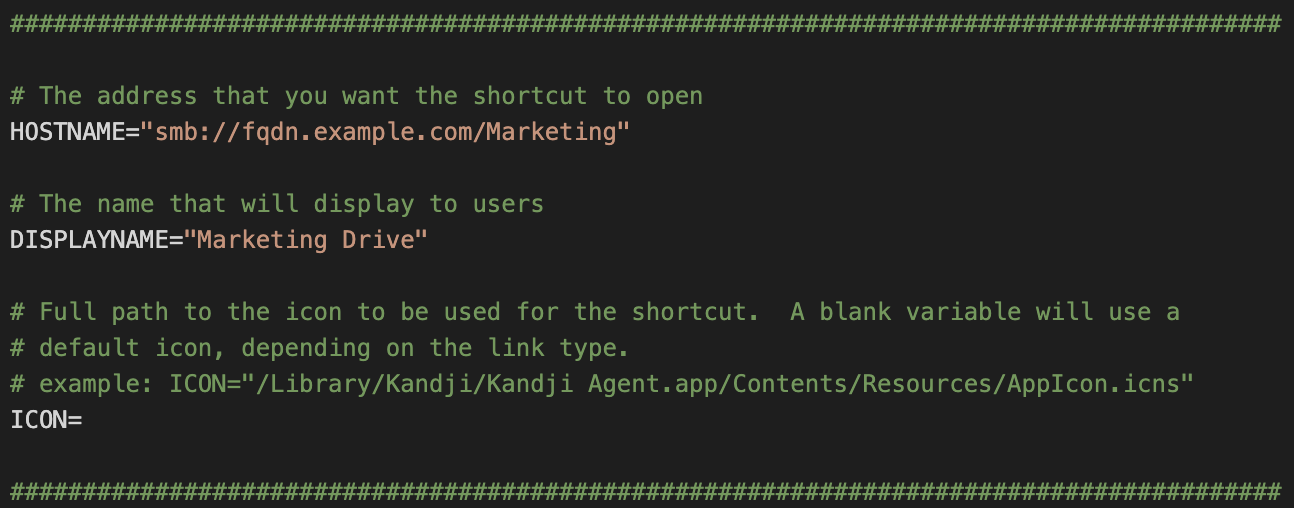 ########################################################################################
# The address that you want the shortcut to open
HOSTNAME="smb://fqdn.example.com/Marketing"
# The name that will display to users
DISPLAYNAME="Marketing Drive"
# Full path to the icon to be used for the shortcut.  A blank variable will use a
# default icon, depending on the link type.
# example: ICON="/Library/Kandji/Kandji Agent.app/Contents/Resources/AppIcon.icns"
ICON=
########################################################################################